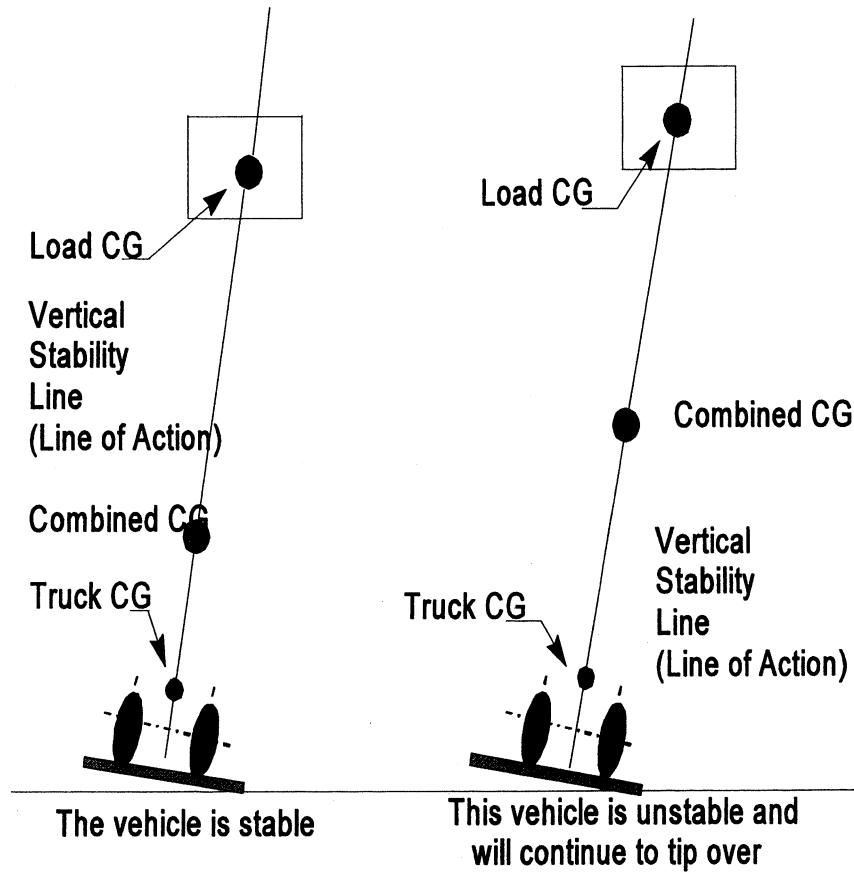 Load CG
Vertical
Stability
Line
(Line of Action)
Combined CG
Truck CG
The vehicle is stable
Load CG
Combined CG
Vertical
Stability
Line
(Line of Action)
Truck CG
This vehicle is unstable and
will continue to tip over